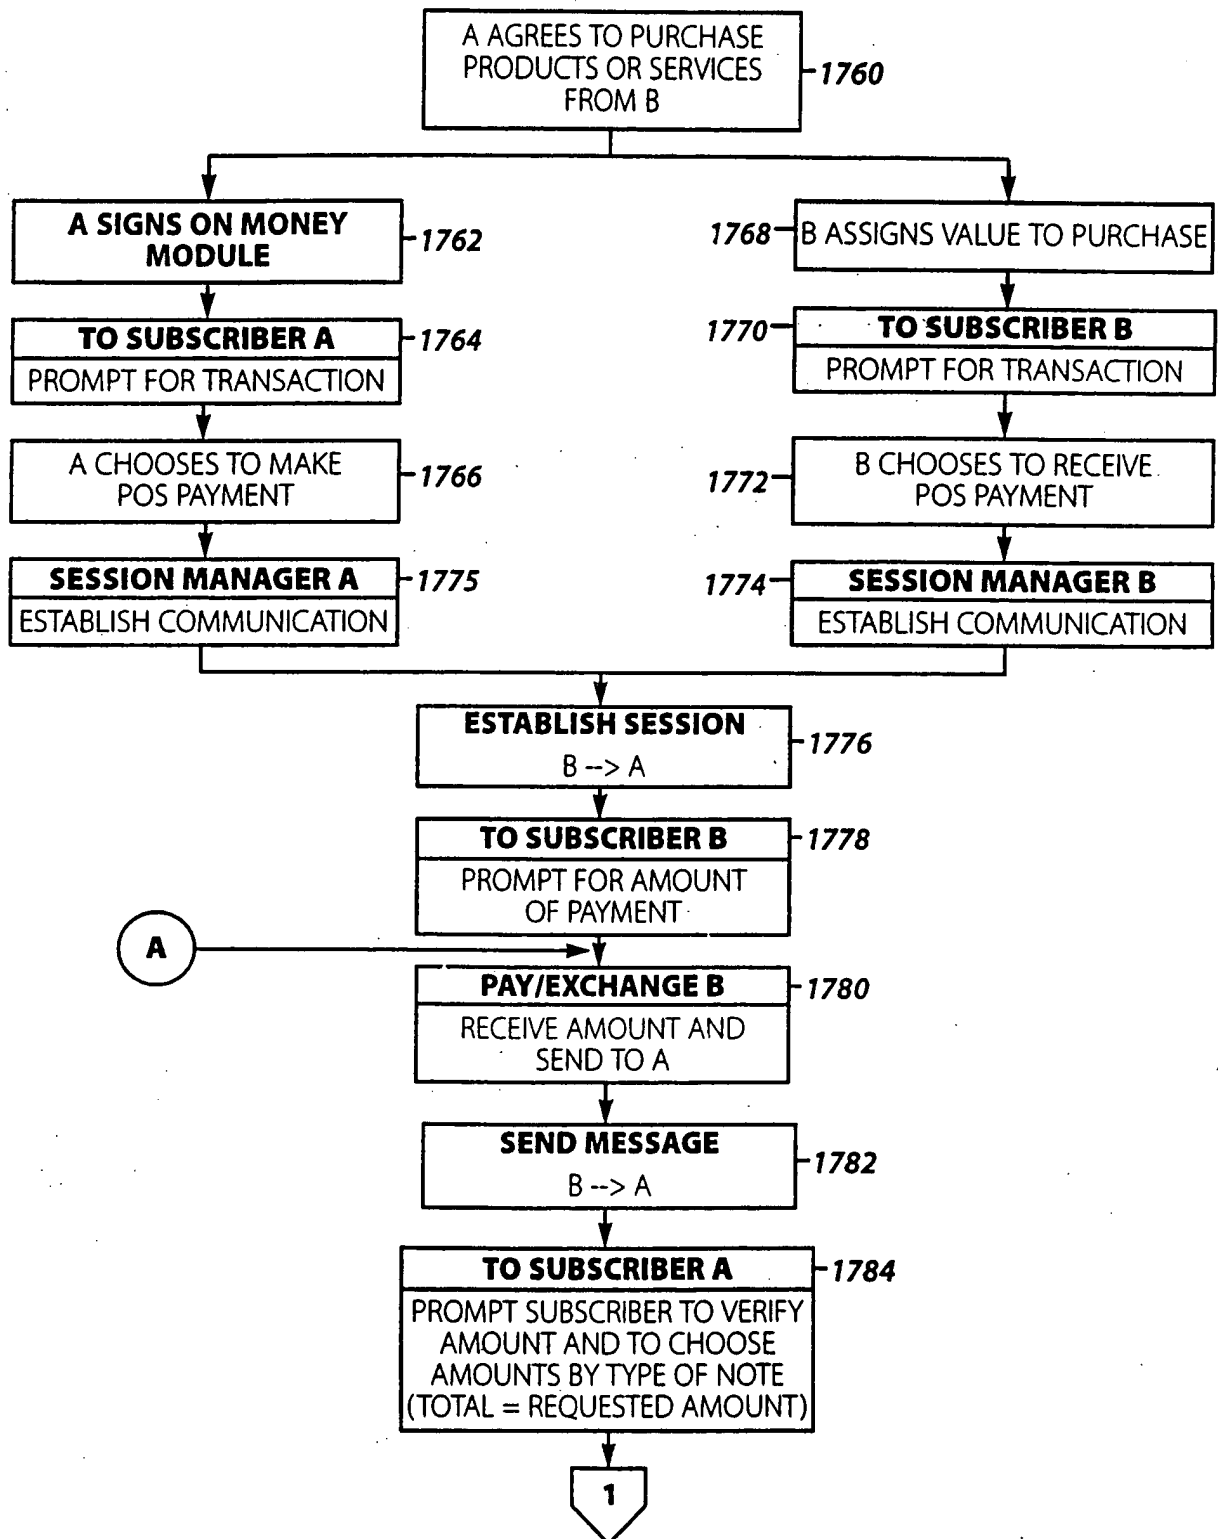 A AGREES TO PURCHASE
PRODUCTS OR SERVICES
FROM B
1760
A SIGNS ON MONEY
MODULE
1762
TO SUBSCRIBER A
1764
PROMPT FOR TRANSACTION
A CHOOSES TO MAKE
POS PAYMENT
1766
SESSION MANAGER A
1775
ESTABLISH COMMUNICATION
1768
B ASSIGNS VALUE TO PURCHASE
1770
TO SUBSCRIBER B
PROMPT FOR TRANSACTION
1772
B CHOOSES TO RECEIVE
POS PAYMENT
1774
SESSION MANAGER B
ESTABLISH COMMUNICATION
ESTABLISH SESSION
B --> A
1776
TO SUBSCRIBER B
1778
PROMPT FOR AMOUNT
OF PAYMENT
A
PAY/EXCHANGE B
1780
RECEIVE AMOUNT AND
SEND TO A
SEND MESSAGE
B --> A
1782
TO SUBSCRIBER A
1784
PROMPT SUBSCRIBER TO VERIFY
AMOUNT AND TO CHOOSE
AMOUNTS BY TYPE OF NOTE
(TOTAL = REQUESTED AMOUNT)
1